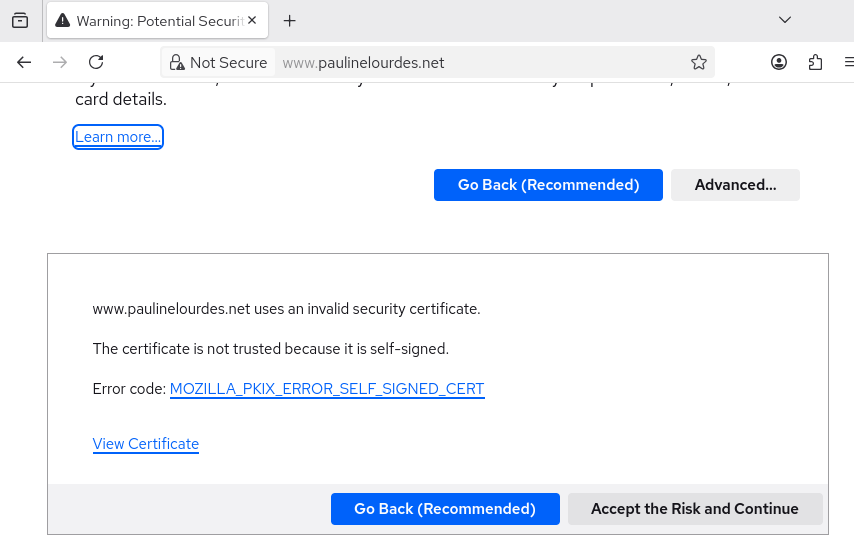 Warning: Potential Securit
Not Secure www.paulinelourdes.net
card details.
Learn more…
Go Back (Recommended) Advanced...
www.paulinelourdes.net uses an invalid security certificate.
The certificate is not trusted because it is self-signed.
Error code: MOZILLA_PKIX_ERROR_SELF_SIGNED_CERT
View Certificate
Go Back (Recommended) Accept the Risk and Continue